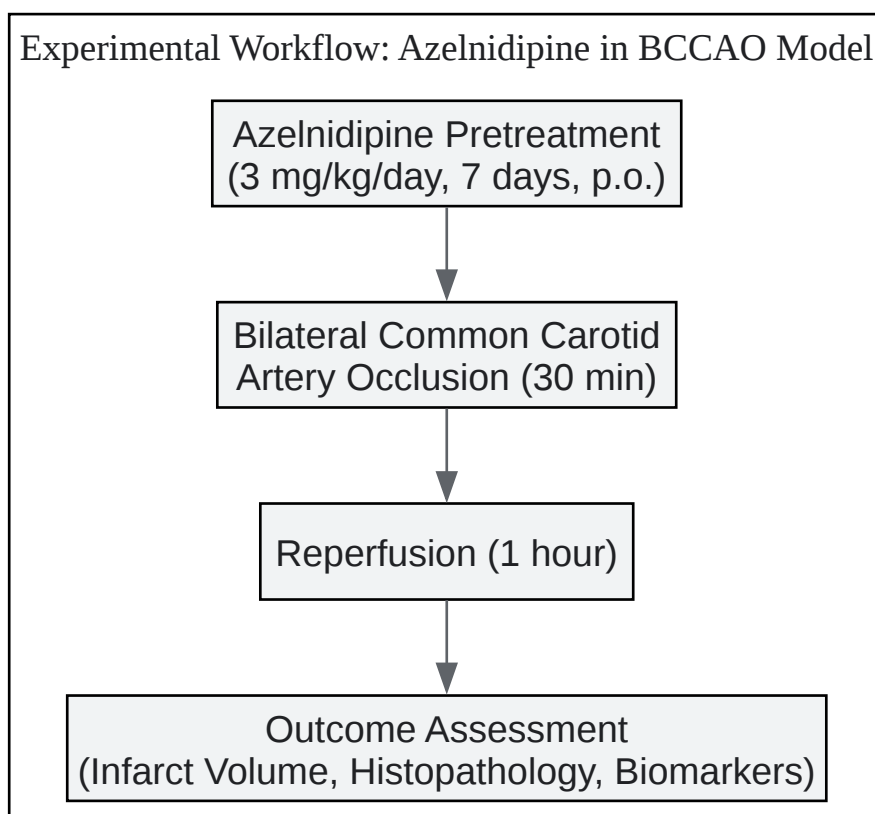 Experimental Workflow: Azelnidipine in BCCAO Model
Azelnidipine Pretreatment
(3 mg/kg/day, 7 days, p.o.)
Bilateral Common Carotid
Artery Occlusion (30 min)
Reperfusion (1 hour)
Outcome Assessment
(Infarct Volume, Histopathology, Biomarkers)